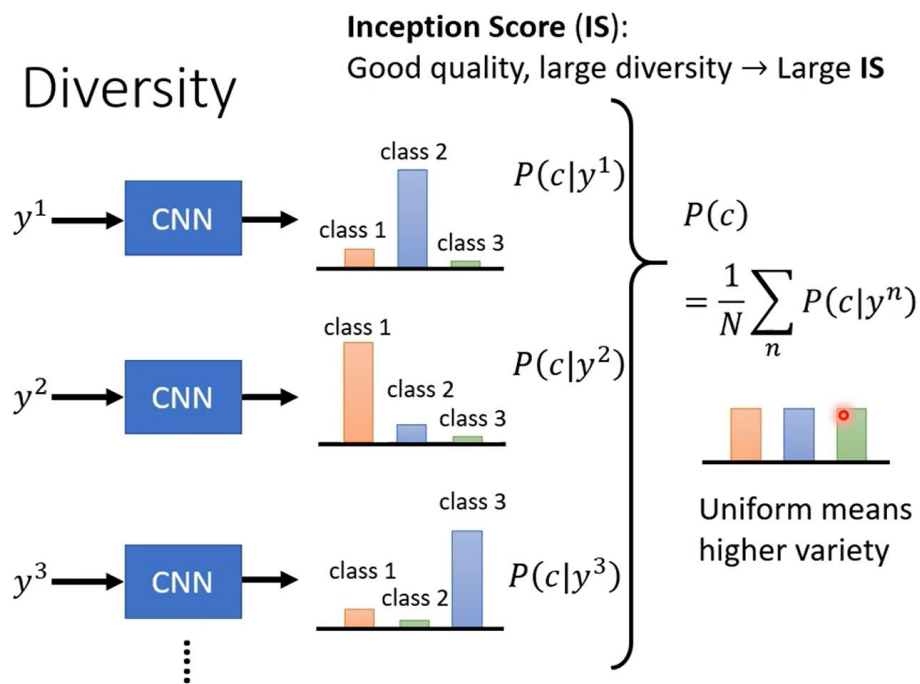 Inception Score (IS):
Good quality, large diversity → Large IS
Diversity
y¹
CNN
class 1
class 2
class 3
P(c|y¹)
y²
CNN
class 1
class 2
class 3
P(c|y²)
y³
CNN
class 1
class 2
class 3
P(c|y³)
P(c)
= 1/N ∑ₙ P(c|yⁿ)
Uniform means
higher variety